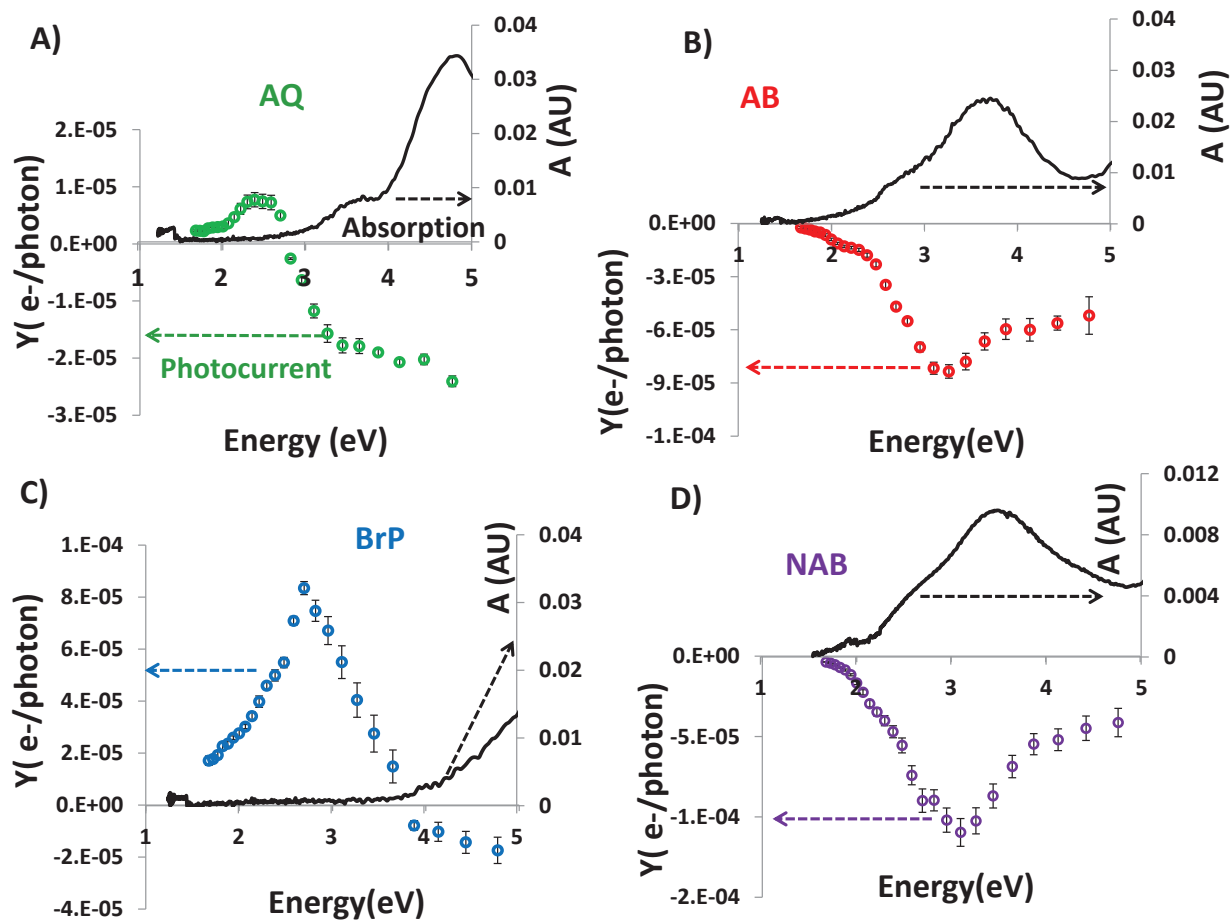 A)
AQ
Y( e-/photon)
2.E-05
1.E-05
0.E+00
-1.E-05
-2.E-05
-3.E-05
1
2
3
4
5
0.04
0.03
0.02
0.01
0
A (AU)
Absorption
Photocurrent
Energy (eV)
B)
AB
Y(e-/photon)
0.E+00
-3.E-05
-6.E-05
-9.E-05
-1.E-04
1
2
3
4
5
0.04
0.03
0.02
0.01
0
A (AU)
Energy(eV)
C)
BrP
Y( e-/photon)
1.E-04
8.E-05
6.E-05
4.E-05
2.E-05
0.E+00
-2.E-05
-4.E-05
1
2
3
4
5
0.04
0.03
0.02
0.01
0
A (AU)
Energy(eV)
D)
NAB
Y( e-/photon)
0.E+00
-5.E-05
-1.E-04
-2.E-04
1
2
3
4
5
0.012
0.008
0.004
0
A (AU)
Energy(eV)